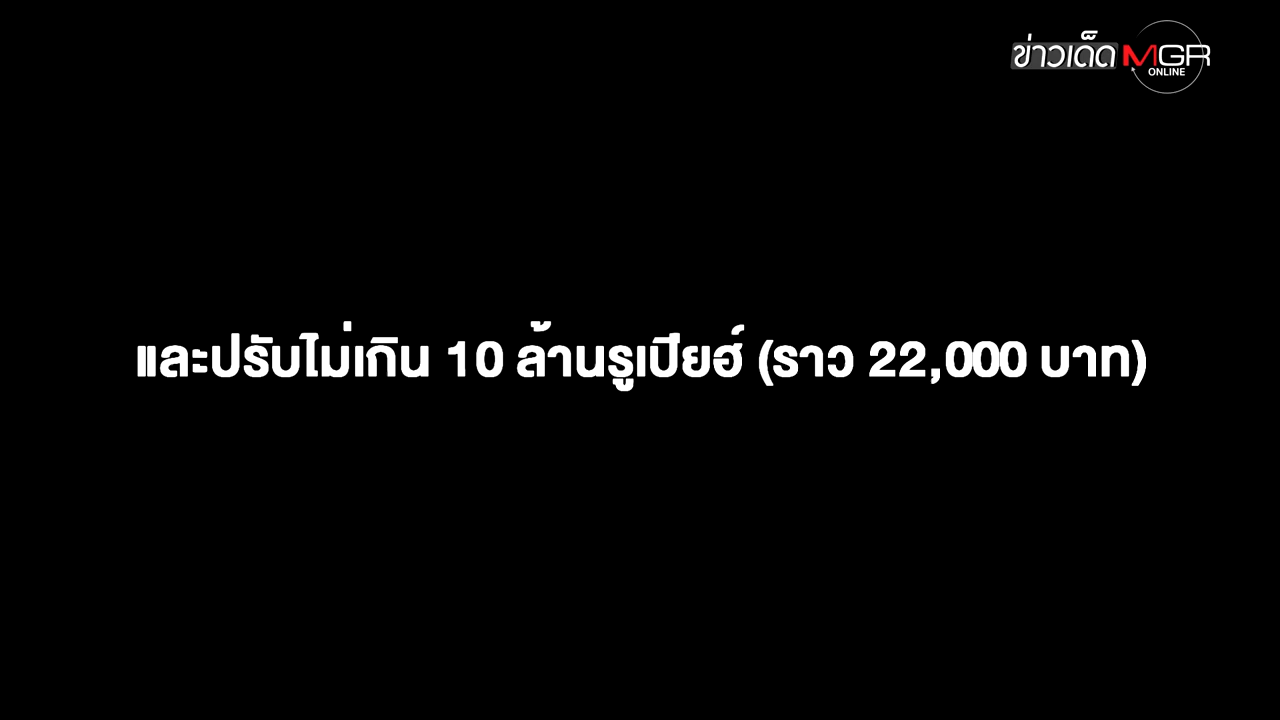 ข่าวเด็ด MGR
ONLINE
และปรับไม่เกิน 10 ล้านรูเปียฮ์ (ราว 22,000 บาท)